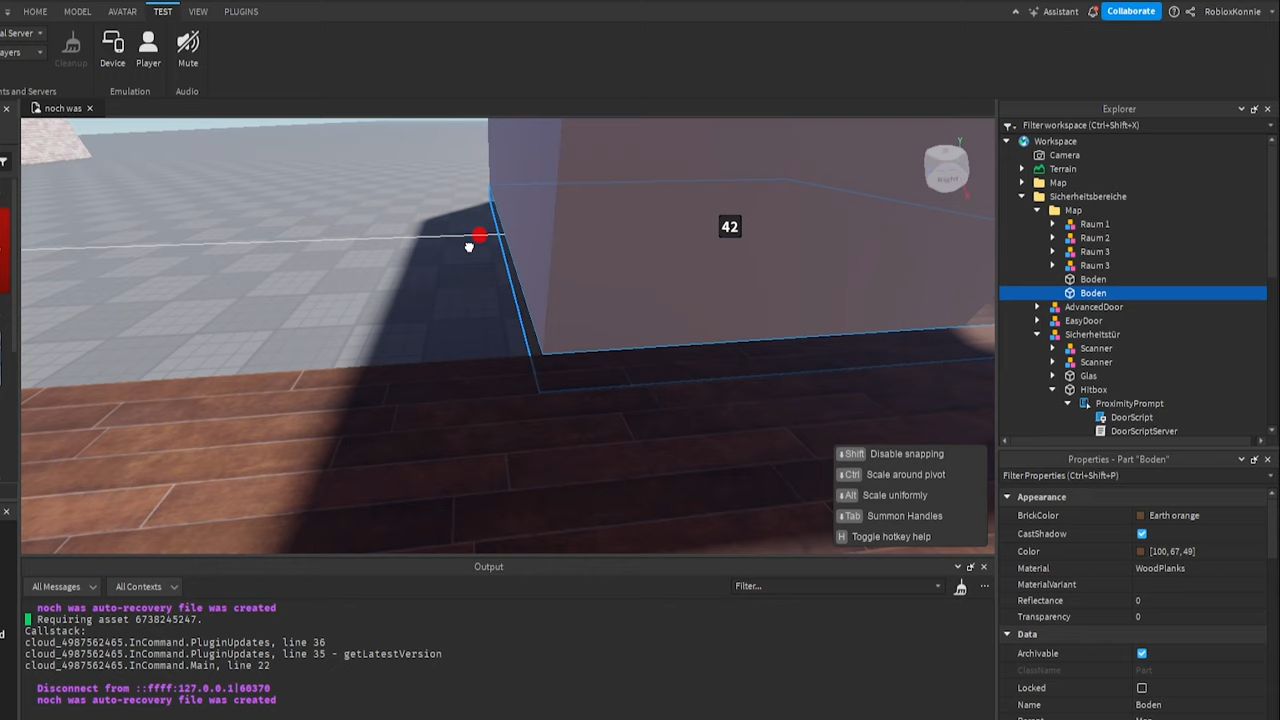 HOME MODEL AVATAR TEST VIEW PLUGINS
Assistant Collaborate RobloxKonnie
al Server
ayers
Cleanup Device Player Mute
nts and Servers Emulation Audio
noch was
Explorer
Filter workspace (Ctrl+Shift+X)
Workspace
Camera
Terrain
Map
Sicherheitsbereiche
Map
Raum 1
Raum 2
Raum 3
Raum 3
Boden
Boden
AdvancedDoor
EasyDoor
Sicherheitstür
Scanner
Scanner
Glas
Hitbox
ProximityPrompt
DoorScript
DoorScriptServer
Y
Right
42
Shift Disable snapping
Ctrl Scale around pivot
Alt Scale uniformly
Tab Summon Handles
H Toggle hotkey help
Properties - Part "Boden"
Filter Properties (Ctrl+Shift+P)
Appearance
BrickColor Earth orange
CastShadow
Color [100,67,49]
Material WoodPlanks
MaterialVariant
Reflectance 0
Transparency 0
Data
Archivable
ClassName Part
Locked
Name Boden
Output
All Messages All Contexts Filter... ...
noch was auto-recovery file was created
Requiring asset 6738245247.
Callstack:
cloud_4987562465.InCommand.PluginUpdates, line 36
cloud_4987562465.InCommand.PluginUpdates, line 35 - getLatestVersion
cloud_4987562465.InCommand.Main, line 22
Disconnect from ::ffff:127.0.0.1|60370
noch was auto-recovery file was created